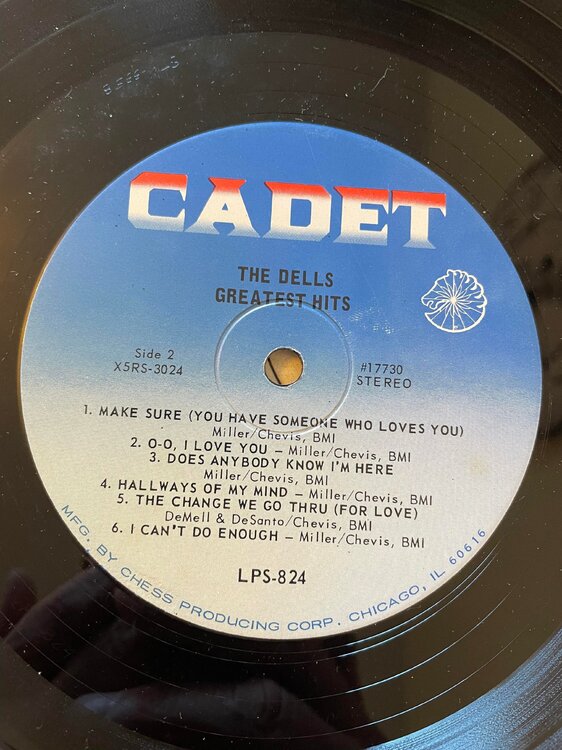 CADET
THE DELLS
GREATEST HITS
Side 2
X5RS-3024
#17730
STEREO
1. MAKE SURE (YOU HAVE SOMEONE WHO LOVES YOU)
Miller/Chevis, BMI
2. O-O, I LOVE YOU – Miller/Chevis, BMI
3. DOES ANYBODY KNOW I'M HERE
Miller/Chevis, BMI
4. HALLWAYS OF MY MIND – Miller/Chevis, BMI
5. THE CHANGE WE GO THRU (FOR LOVE)
DeMell & DeSanto/Chevis, BMI
6. I CAN'T DO ENOUGH – Miller/Chevis, BMI
LPS-824
MFG. BY CHESS PRODUCING CORP. CHICAGO, IL 60616